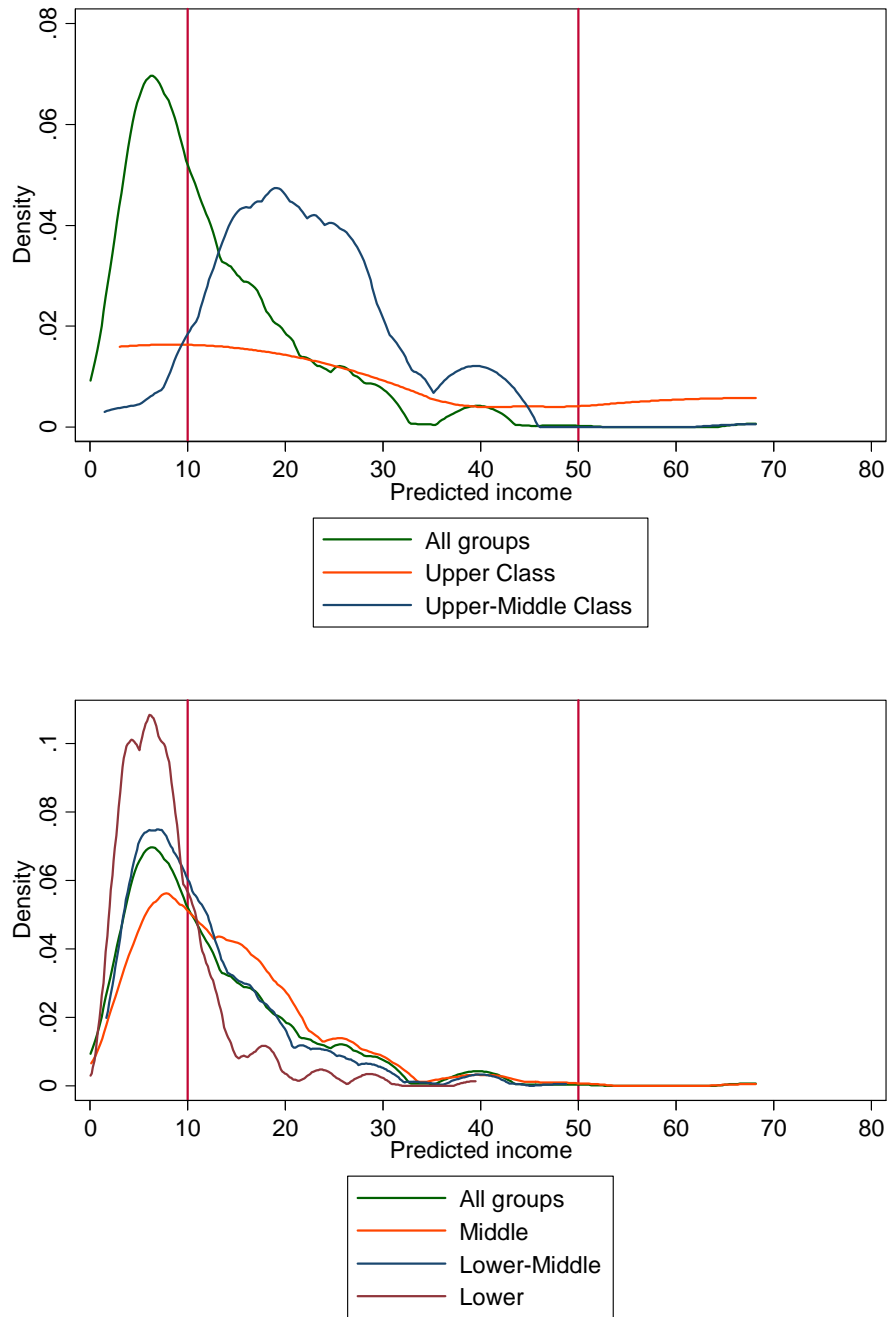 .08
.06
.04
.02
0
Density
0 10 20 30 40 50 60 70 80
Predicted income
All groups
Upper Class
Upper-Middle Class
.1
.08
.06
.04
.02
0
Density
0 10 20 30 40 50 60 70 80
Predicted income
All groups
Middle
Lower-Middle
Lower